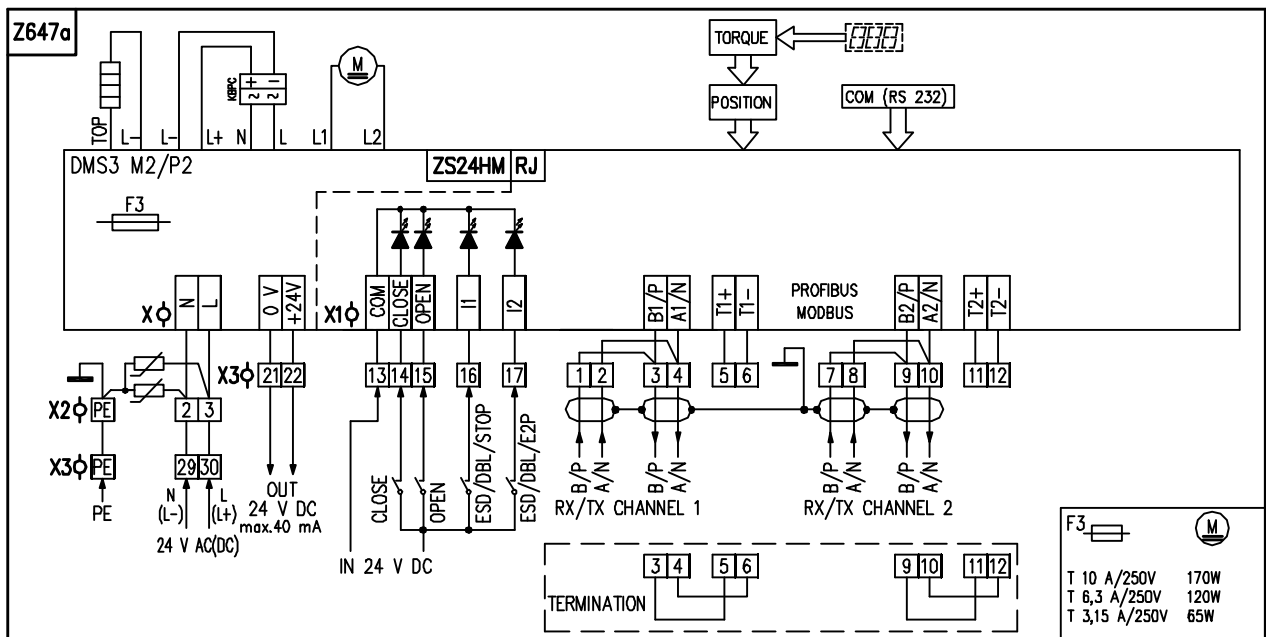 Z647a
TORQUE
888
POSITION
COM (RS 232)
KBPC
+ −
~ ~
M
TOP L- L- L+ N L L1 L2
DMS3 M2/P2
ZS24HM RJ
F3
X N L
0 V +24V
X1 COM CLOSE OPEN I1 I2
B1/P A1/N T1+ T1-
PROFIBUS
MODBUS
B2/P A2/N T2+ T2-
X3 21 22
13 14 15 16 17
1 2 3 4 5 6
7 8 9 10 11 12
X2 PE 2 3
X3 PE 29 30
PE
N (L-)
L (L+)
24 V AC(DC)
OUT
24 V DC
max.40 mA
CLOSE
OPEN
ESD/DBL/STOP
ESD/DBL/E2P
IN 24 V DC
B/P A/N B/P A/N
RX/TX CHANNEL 1
B/P A/N B/P A/N
RX/TX CHANNEL 2
TERMINATION
3 4 5 6
9 10 11 12
F3 M
T 10 A/250V 170W
T 6,3 A/250V 120W
T 3,15 A/250V 65W